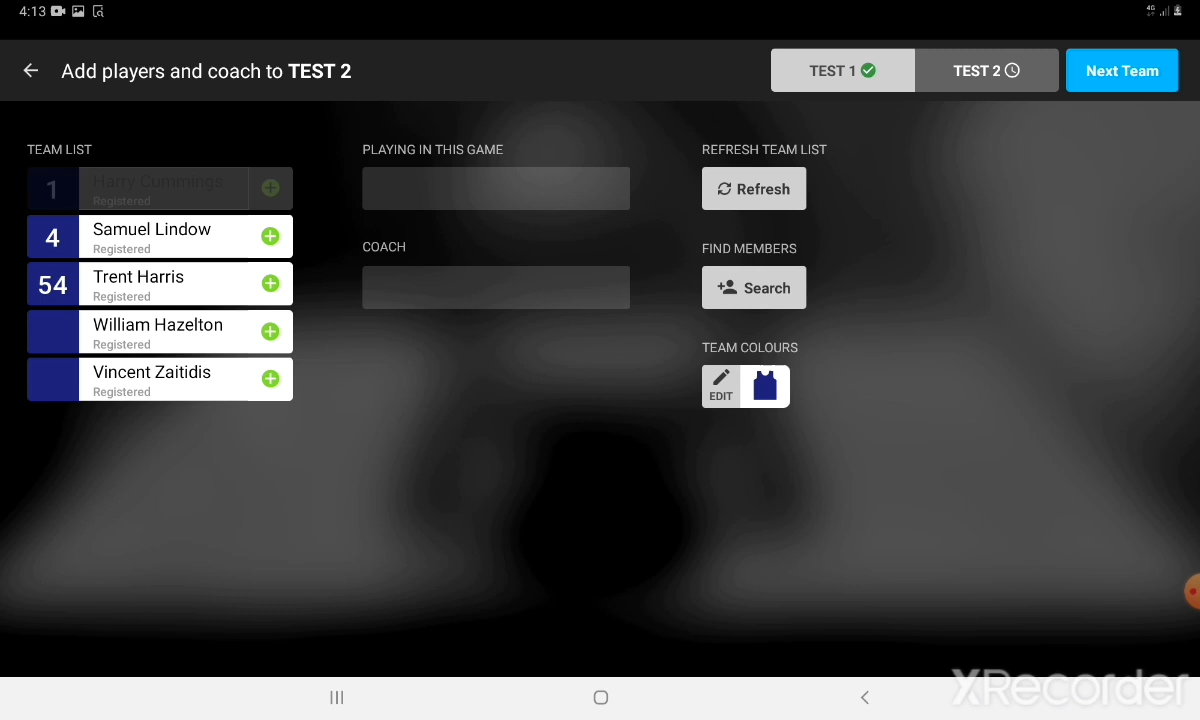 4:13
4G
Add players and coach to TEST 2
TEST 1
TEST 2
Next Team
TEAM LIST
PLAYING IN THIS GAME
REFRESH TEAM LIST
1
Harry Cummings
Registered
Refresh
4
Samuel Lindow
Registered
COACH
FIND MEMBERS
54
Trent Harris
Registered
Search
William Hazelton
Registered
TEAM COLOURS
Vincent Zaitidis
Registered
EDIT
XRecorder